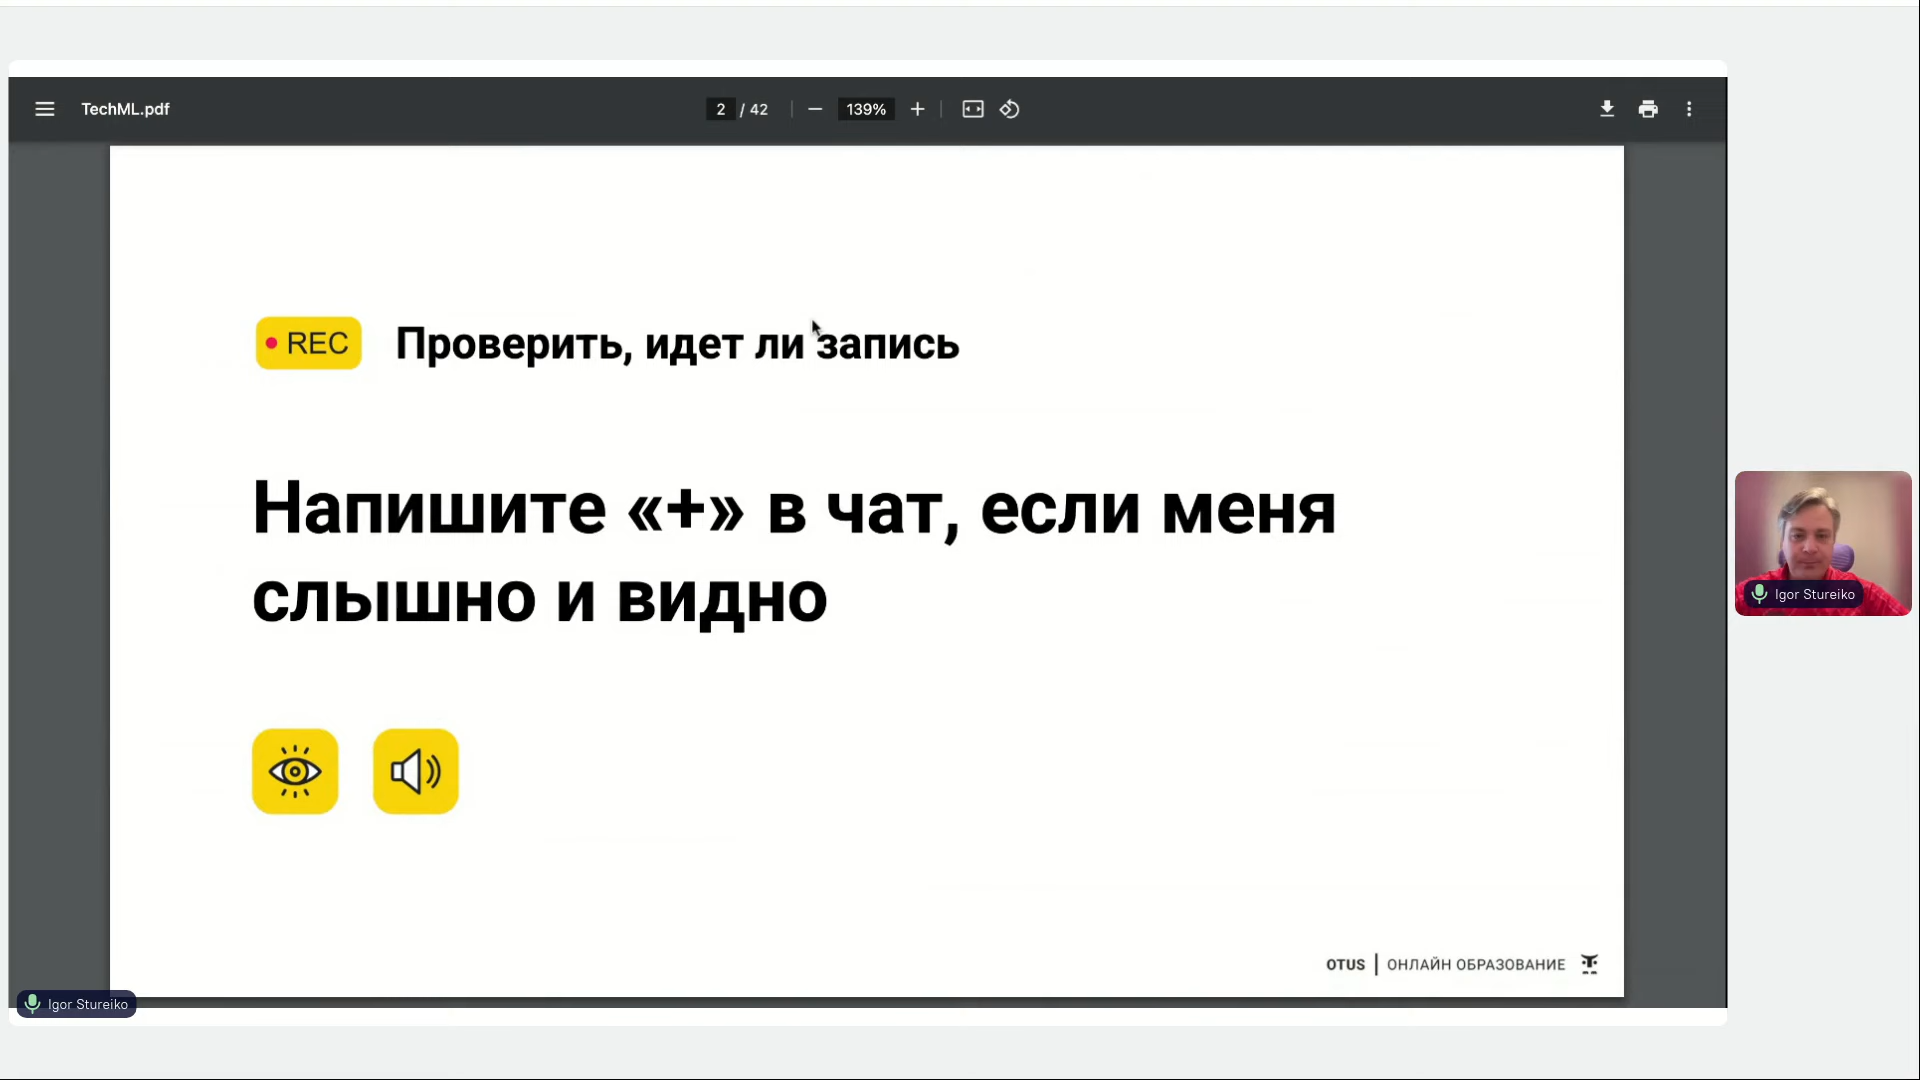 TechML.pdf
2 / 42
139%
REC
Проверить, идет ли запись
Напишите «+» в чат, если меня
слышно и видно
OTUS | ОНЛАЙН ОБРАЗОВАНИЕ
Igor Stureiko
Igor Stureiko